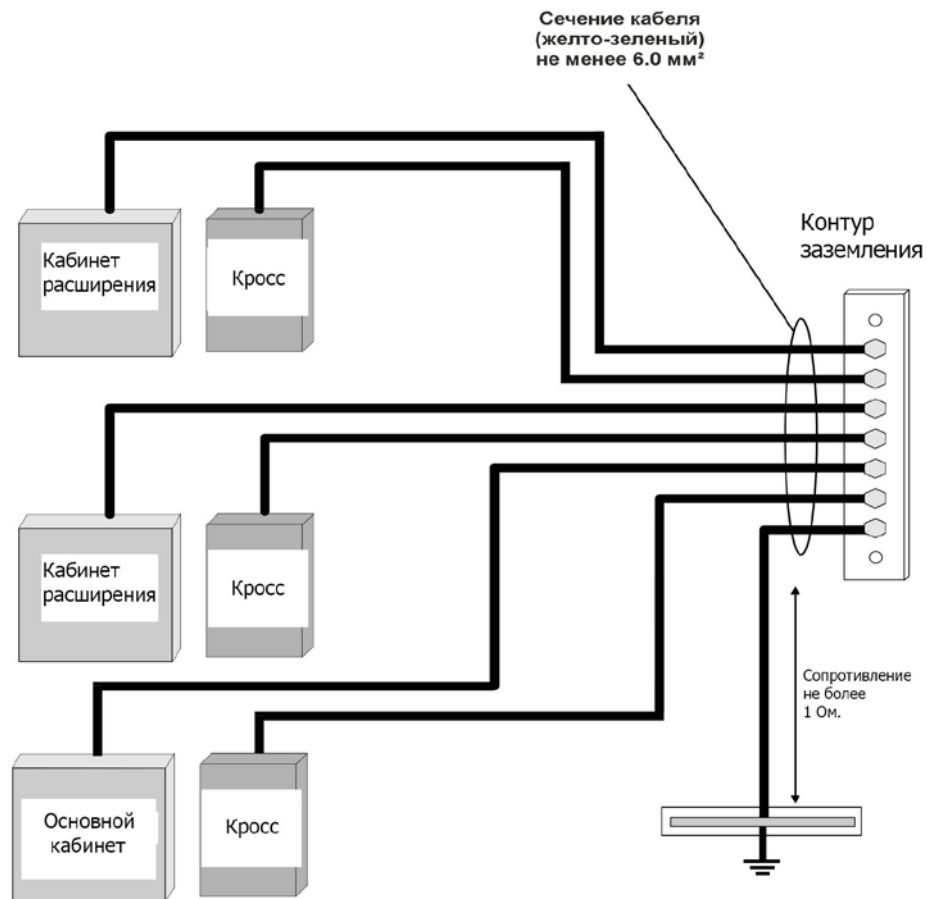 Сечение кабеля
(желто-зеленый)
не менее 6.0 мм²
Контур
заземления
Кабинет
расширения
Кросс
Кабинет
расширения
Кросс
Сопротивление
не более
1 Ом.
Основной
кабинет
Кросс